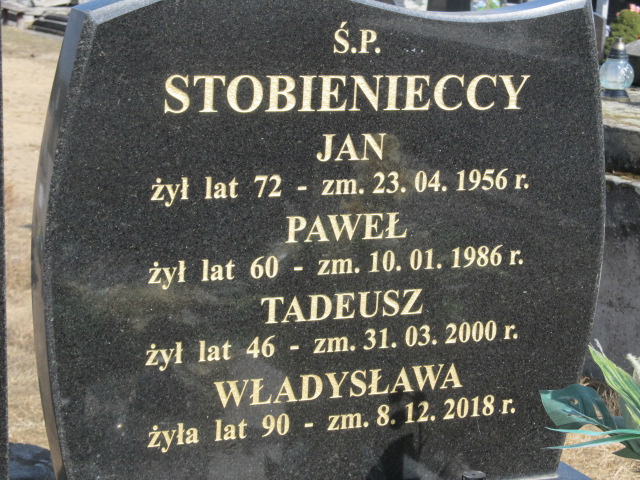 Ś.P.
STOBIENIECCY
JAN
żył lat 72 - zm. 23. 04. 1956 r.
PAWEŁ
żył lat 60 - zm. 10. 01. 1986 r.
TADEUSZ
żył lat 46 - zm. 31. 03. 2000 r.
WŁADYSŁAWA
żyła lat 90 - zm. 8. 12. 2018 r.